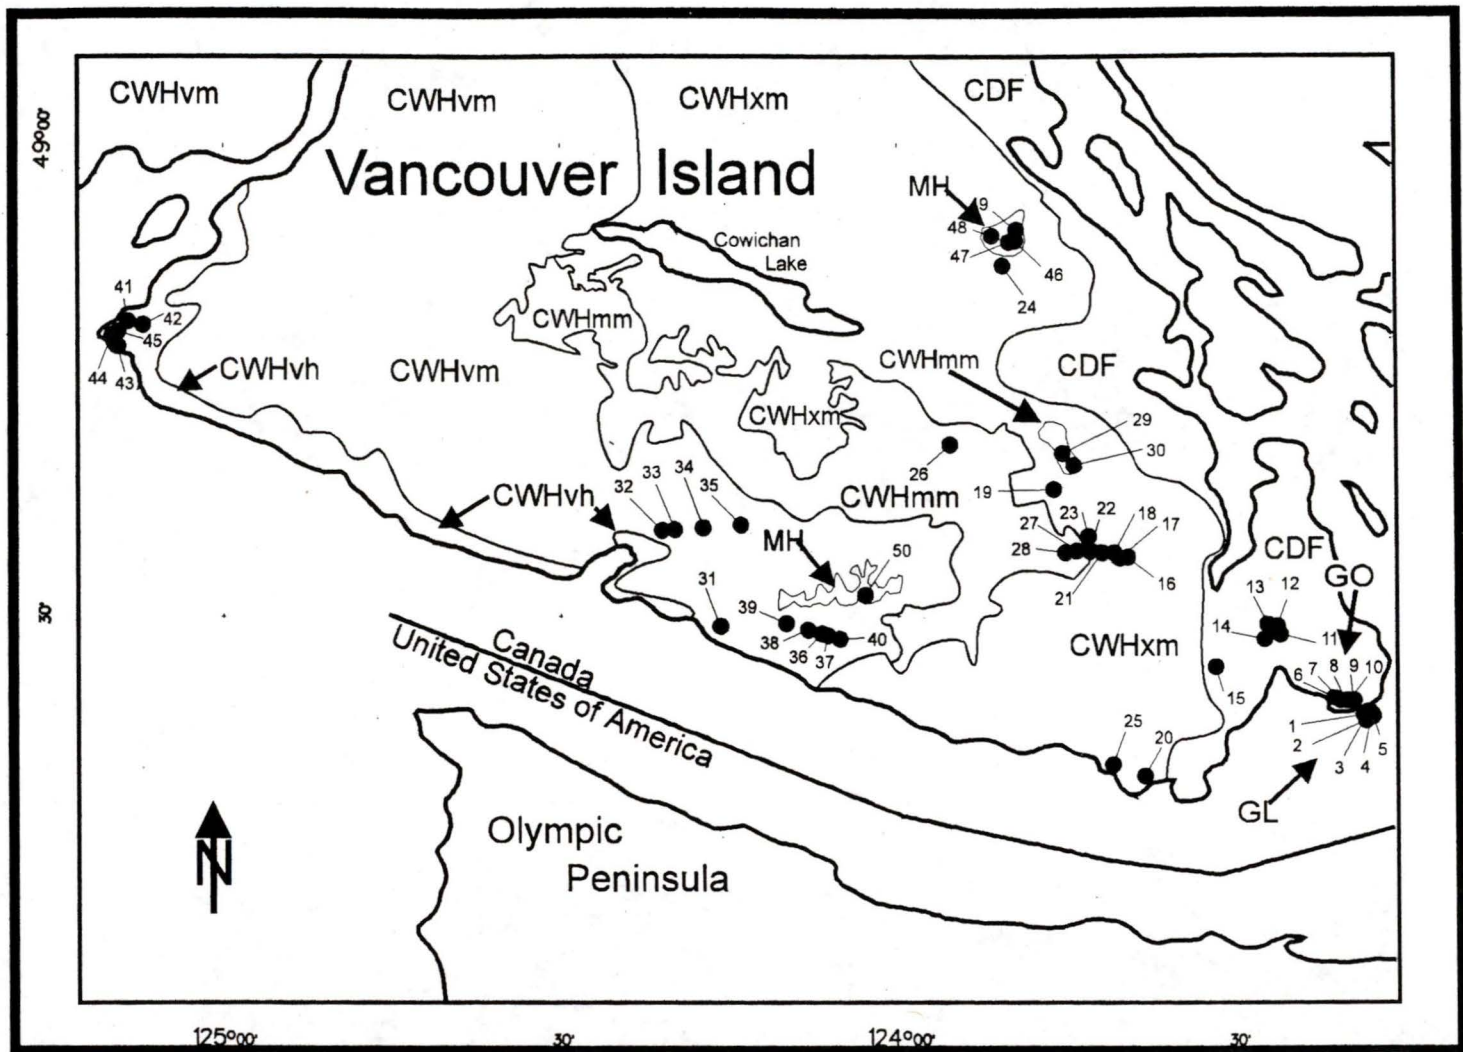 CWHvm
CWHvm
CWHxm
CDF
49°00'
Vancouver Island
MH
49
48
Cowichan
Lake
47
46
24
41
42
CWHmm
45
44
43
CWHvh
CWHvm
CWHmm
CDF
CWHxm
29
30
26
19
34
33
35
32
CWHvh
CWHmm
23
22
18
17
27
28
MH
50
21
16
CDF
GO
30'
31
39
38
36
37
40
13
12
14
11
CWHxm
15
6
7
8
9
10
Canada
United States of America
1
2
3
4
5
25
20
GL
Olympic
Peninsula
N
125°00'
30'
124°00'
30'